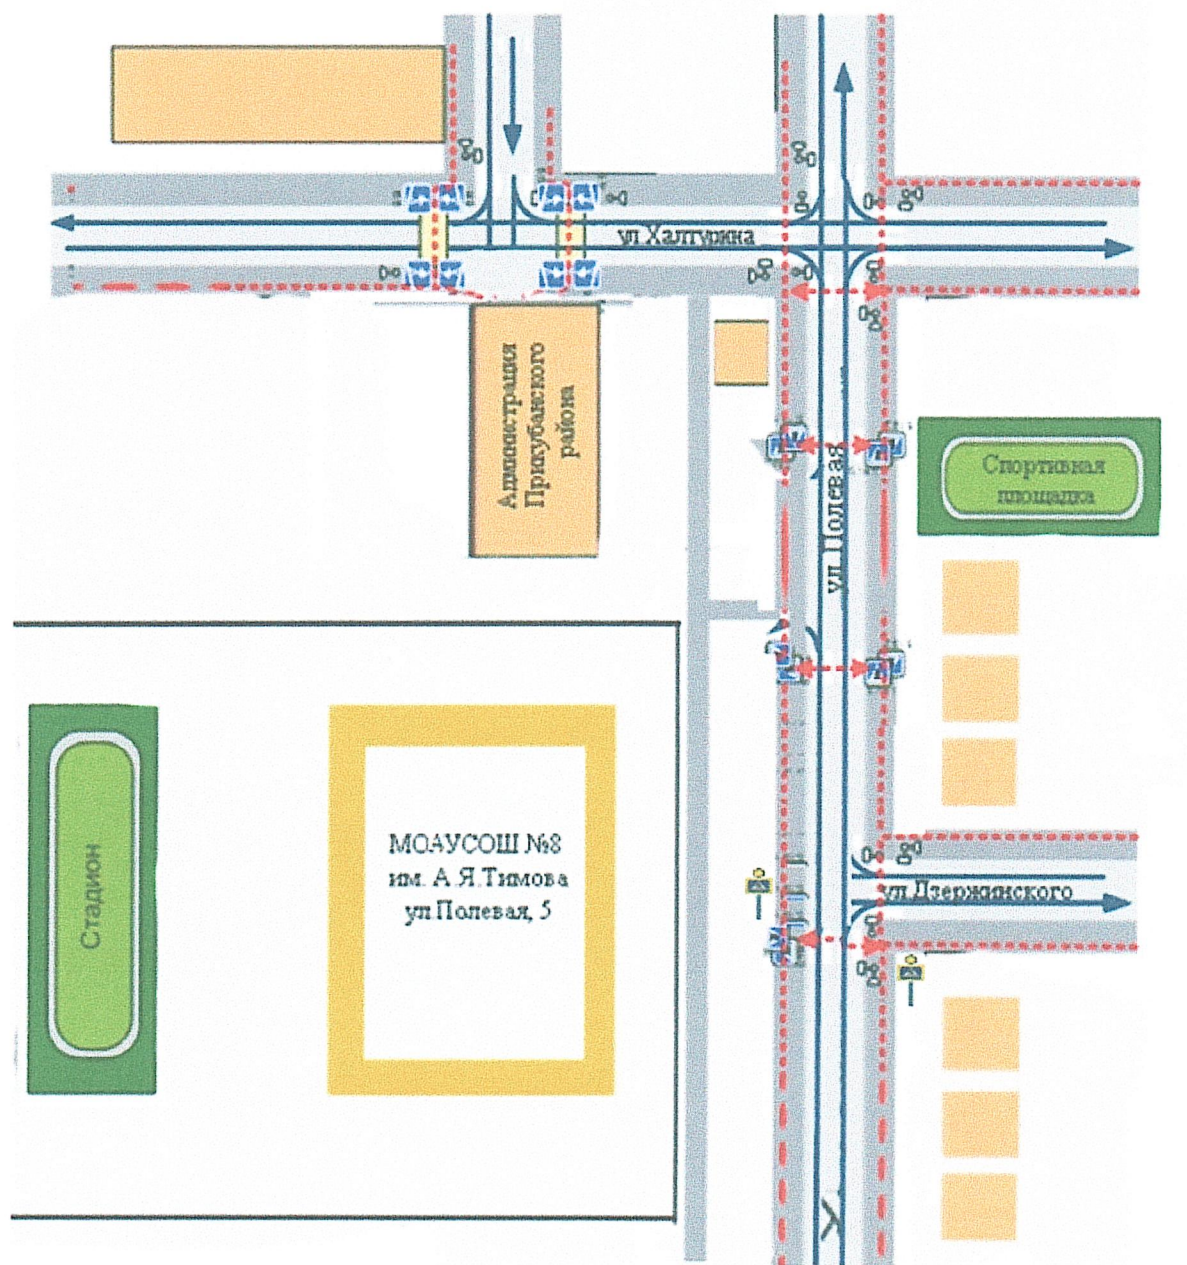 ул Халтурина
Администрация
Прикубанского
района
ул. Полевая
Спортивная
площадка
Стадион
МОАУСОШ №8
им. А.Я.Тимова
ул Полевая, 5
ул.Дзержинского